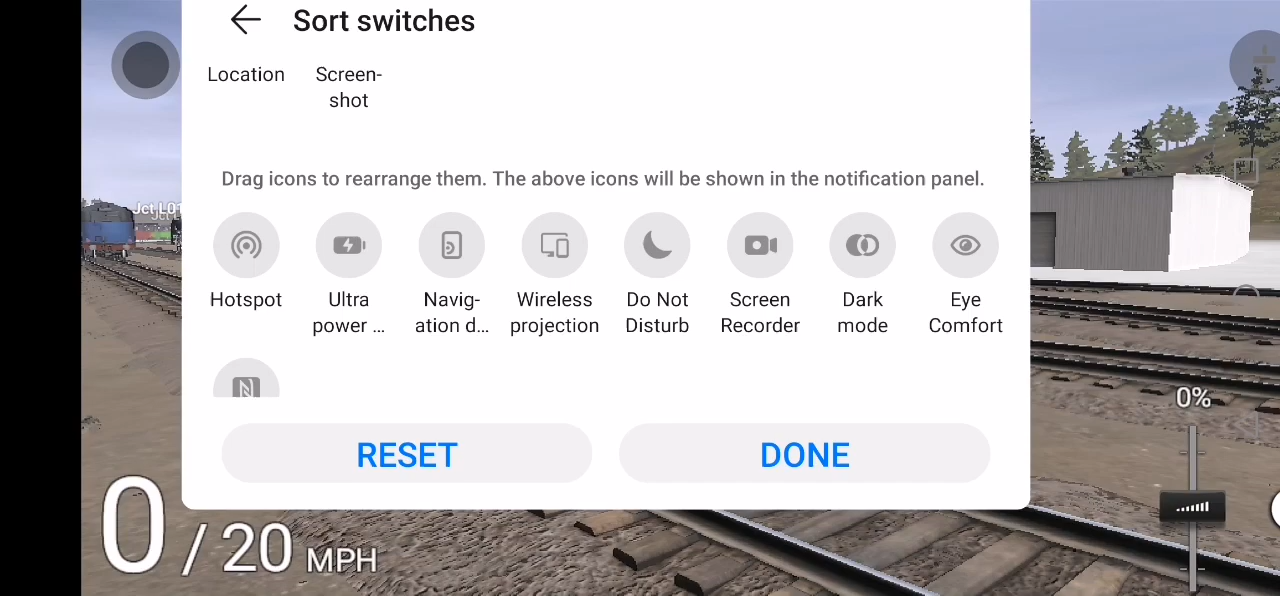 Sort switches
Location
Screen-
shot
Drag icons to rearrange them. The above icons will be shown in the notification panel.
Hotspot
Ultra
power ...
Navig-
ation d...
Wireless
projection
Do Not
Disturb
Screen
Recorder
Dark
mode
Eye
Comfort
RESET
DONE
0%
0 / 20 MPH